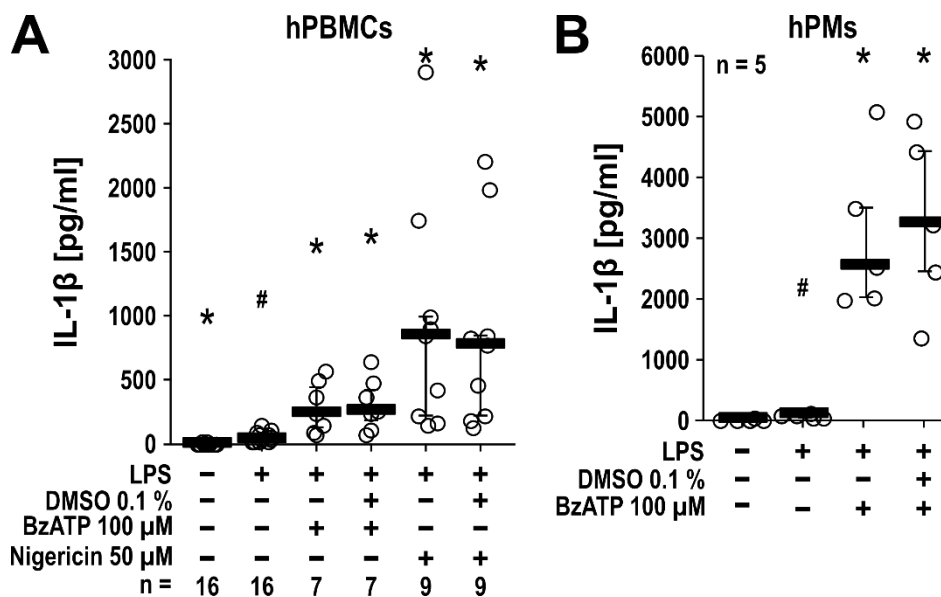 A
hPBMCs
IL-1β [pg/ml]
3000
2500
2000
1500
1000
500
0
* # * * * *
LPS – + + + + +
DMSO 0.1 % – – – + – +
BzATP 100 µM – – + + – –
Nigericin 50 µM – – – – + +
n = 16 16 7 7 9 9
B
hPMs
n = 5
IL-1β [pg/ml]
6000
5000
4000
3000
2000
1000
0
# * *
LPS – + + +
DMSO 0.1 % – – – +
BzATP 100 µM – – + +